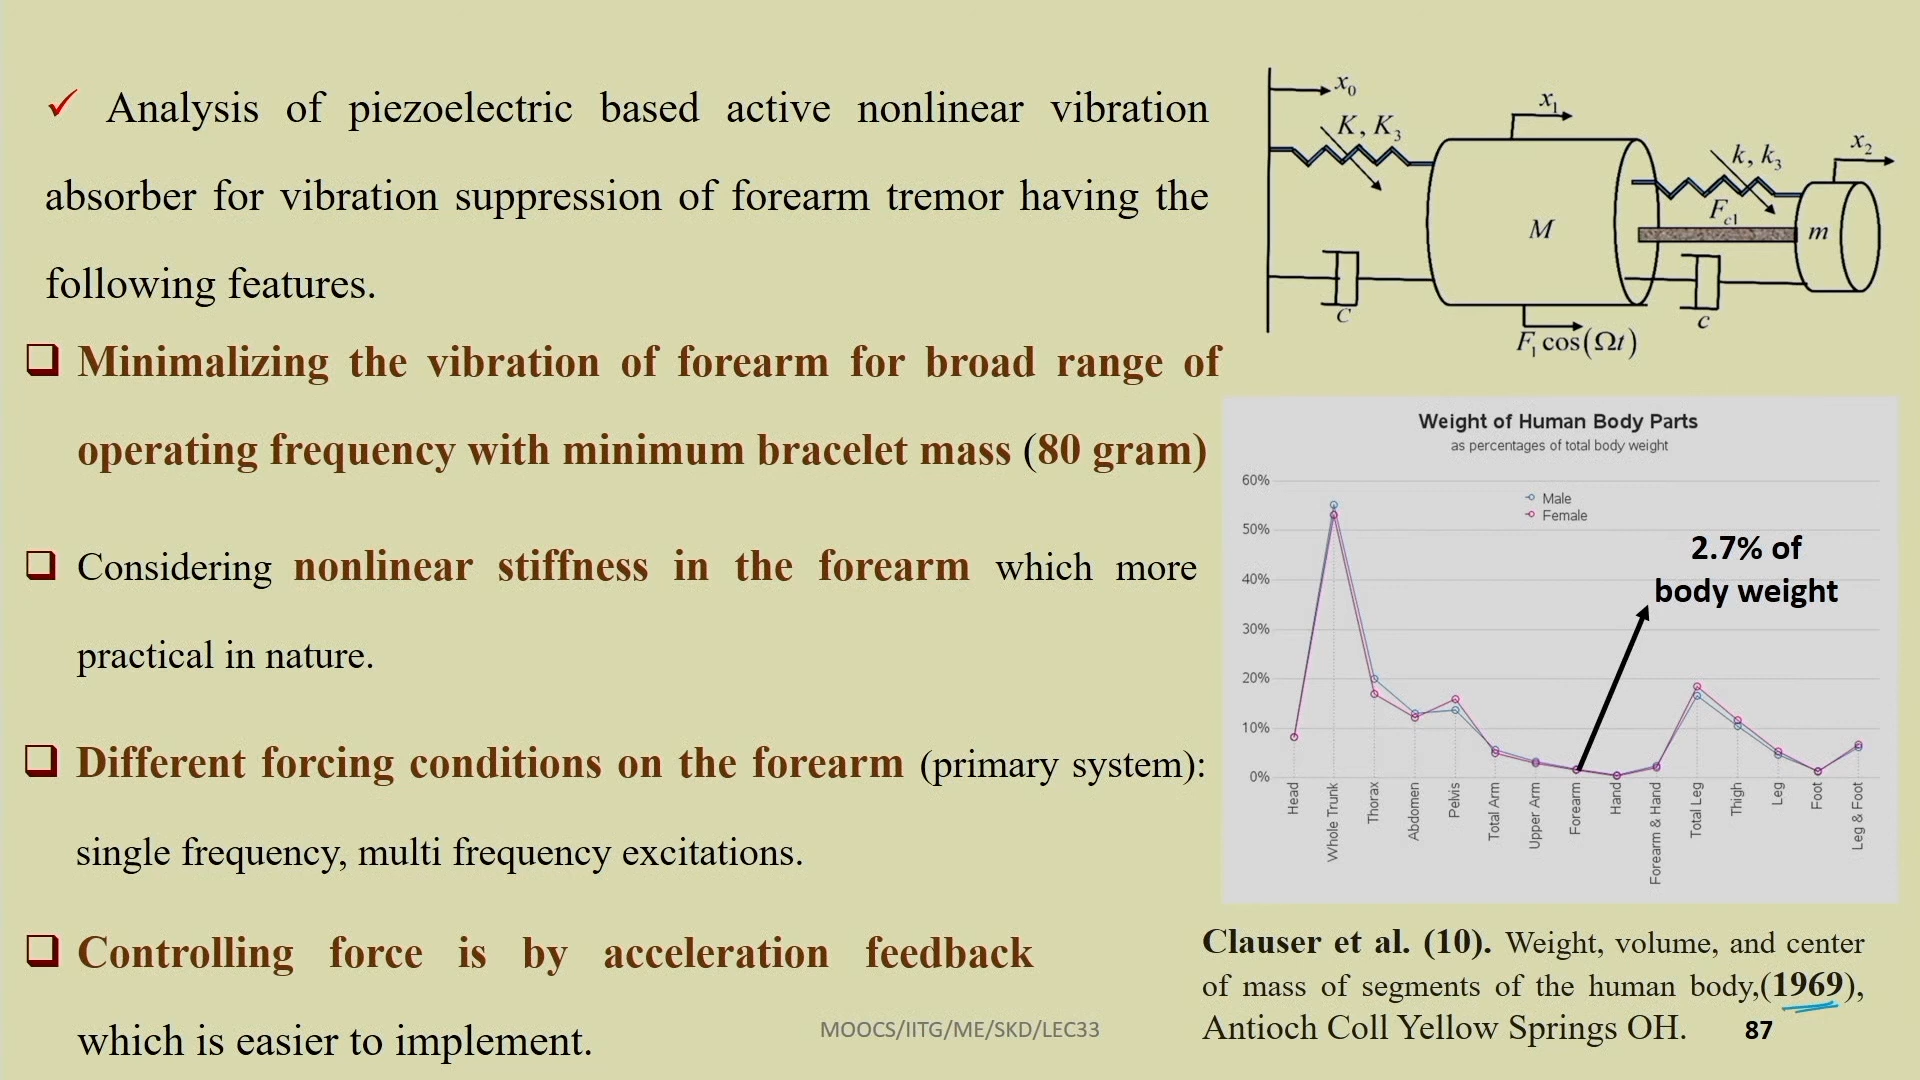 ✓ Analysis of piezoelectric based active nonlinear vibration
absorber for vibration suppression of forearm tremor having the
following features.
❑ Minimalizing the vibration of forearm for broad range of
operating frequency with minimum bracelet mass (80 gram)
❑ Considering nonlinear stiffness in the forearm which more
practical in nature.
❑ Different forcing conditions on the forearm (primary system):
single frequency, multi frequency excitations.
❑ Controlling force is by acceleration feedback
which is easier to implement.
x₀
K, K₃
x₁
k, k₃
x₂
F_c1
M
m
C
c
F₁ cos(Ωt)
Weight of Human Body Parts
as percentages of total body weight
60%
50%
40%
30%
20%
10%
0%
Male
Female
2.7% of
body weight
Head
Whole Trunk
Thorax
Abdomen
Pelvis
Total Arm
Upper Arm
Forearm
Hand
Forearm & Hand
Total Leg
Thigh
Leg
Foot
Leg & Foot
Clauser et al. (10). Weight, volume, and center
of mass of segments of the human body,(1969),
Antioch Coll Yellow Springs OH.
MOOCS/IITG/ME/SKD/LEC33
87